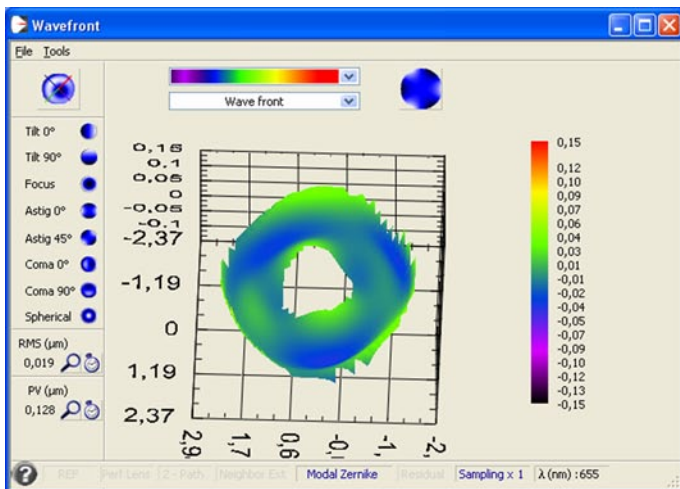 Wavefront
File Tools
Wave front
Tilt 0°
Tilt 90°
Focus
Astig 0°
Astig 45°
Coma 0°
Coma 90°
Spherical
RMS (µm)
0,019
PV (µm)
0,128
0,15
0.1
0,05
0
-0,05
-0.1
-2,37
-1,19
0
1,19
2,37
2,9
1,7
0,6
-1
-2
0,15
0,12
0,10
0,09
0,07
0,06
0,04
0,03
0,01
-0,01
-0,02
-0,04
-0,05
-0,07
-0,09
-0,10
-0,12
-0,13
-0,15
REF
Perf Lens
2 - Path
Neighbor Ext
Modal Zernike
Residual
Sampling x 1
λ (nm) :655